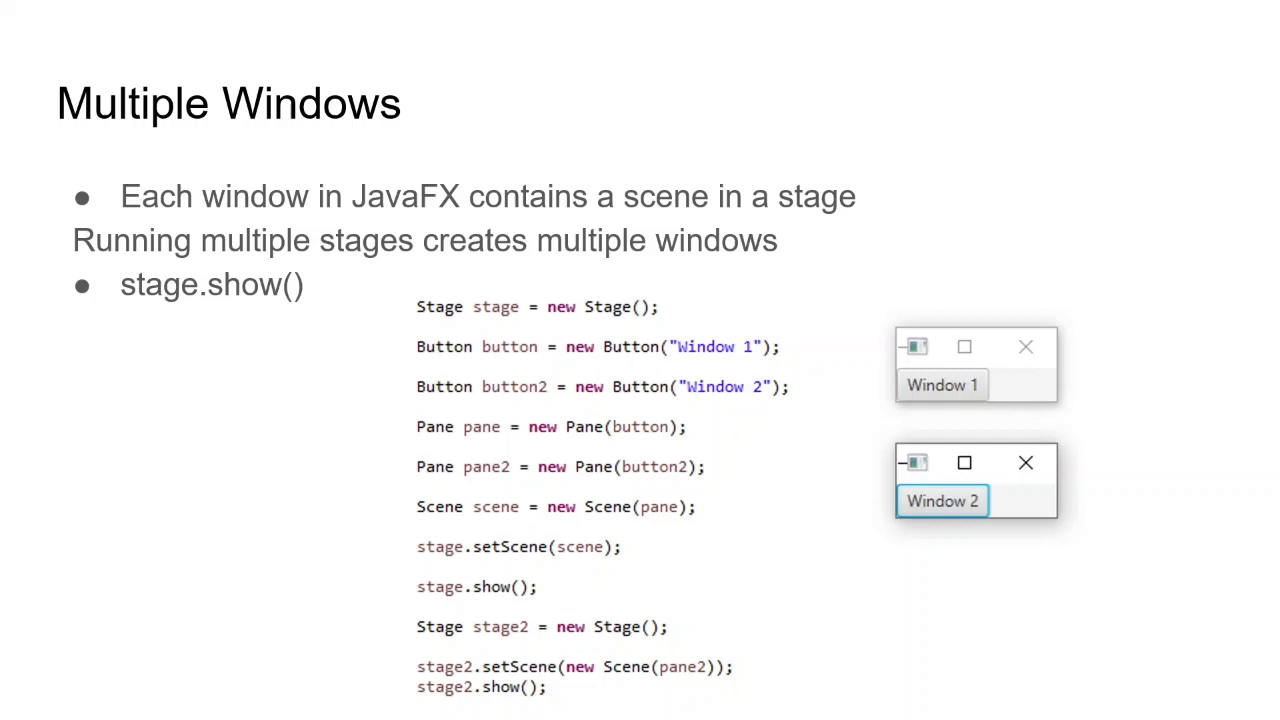 Multiple Windows
● Each window in JavaFX contains a scene in a stage
Running multiple stages creates multiple windows
● stage.show()
Stage stage = new Stage();
Button button = new Button("Window 1");
Button button2 = new Button("Window 2");
Pane pane = new Pane(button);
Pane pane2 = new Pane(button2);
Scene scene = new Scene(pane);
stage.setScene(scene);
stage.show();
Stage stage2 = new Stage();
stage2.setScene(new Scene(pane2));
stage2.show();
Window 1
Window 2